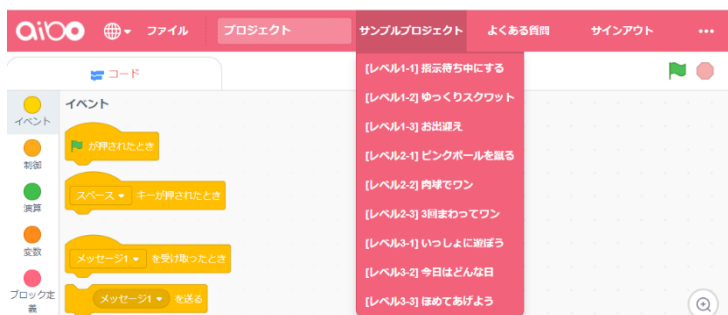 aibo
ファイル
プロジェクト
サンプルプロジェクト
よくある質問
サインアウト
コード
イベント
制御
演算
変数
ブロック定
義
イベント
が押されたとき
スペース キーが押されたとき
メッセージ1 を受け取ったとき
メッセージ1 を送る
[レベル1-1] 指示待ち中にする
[レベル1-2] ゆっくりスクワット
[レベル1-3] お出迎え
[レベル2-1] ピンクボールを蹴る
[レベル2-2] 肉球でワン
[レベル2-3] 3回まわってワン
[レベル3-1] いっしょに遊ぼう
[レベル3-2] 今日はどんな日
[レベル3-3] ほめてあげよう